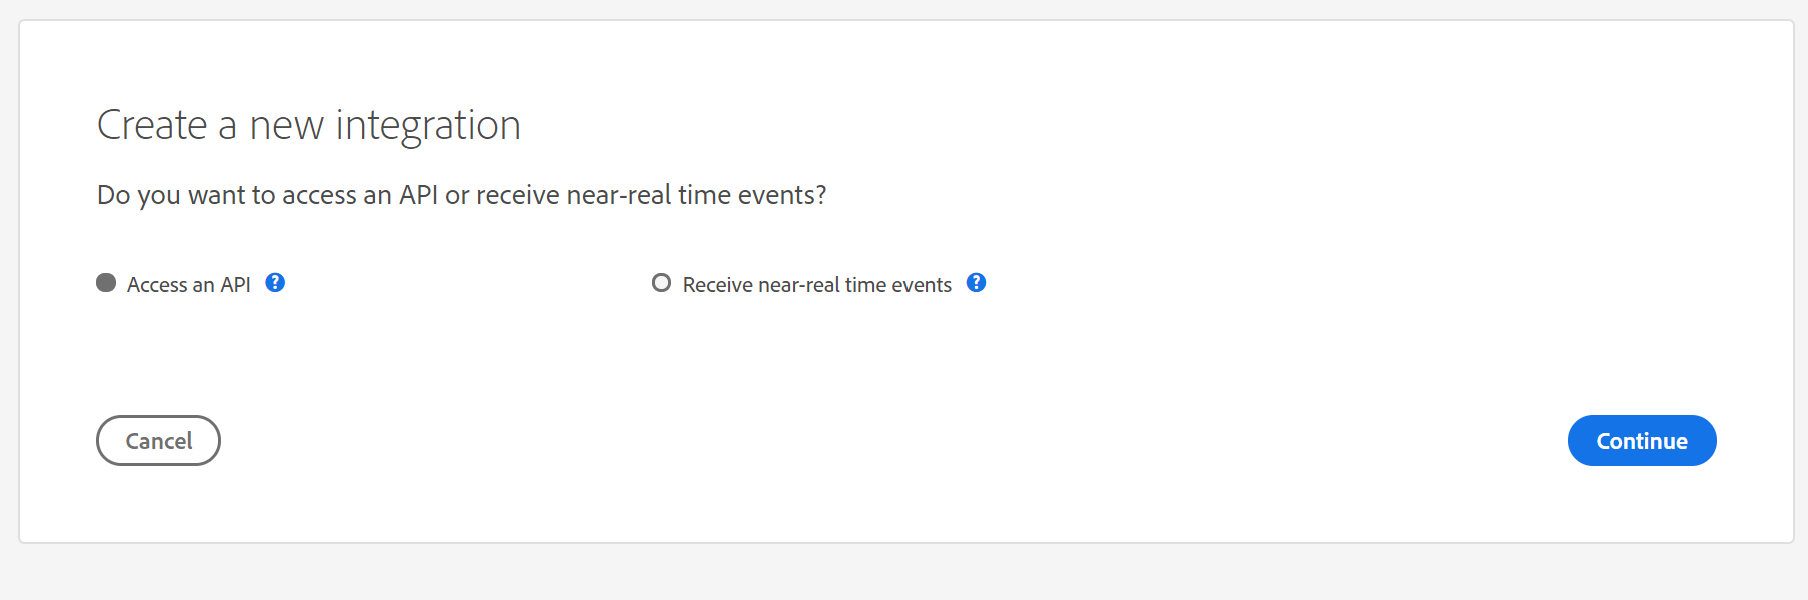 Create a new integration
Do you want to access an API or receive near-real time events?
Access an API ? Receive near-real time events ?
Cancel Continue